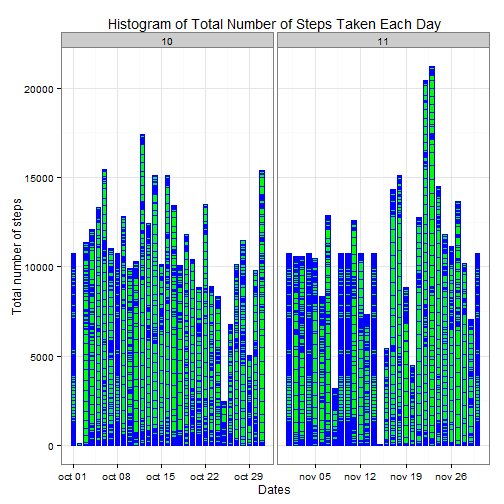 Histogram of Total Number of Steps Taken Each Day
10 11
Total number of steps
20000
15000
10000
5000
0
oct 01 oct 08 oct 15 oct 22 oct 29 nov 05 nov 12 nov 19 nov 26
Dates